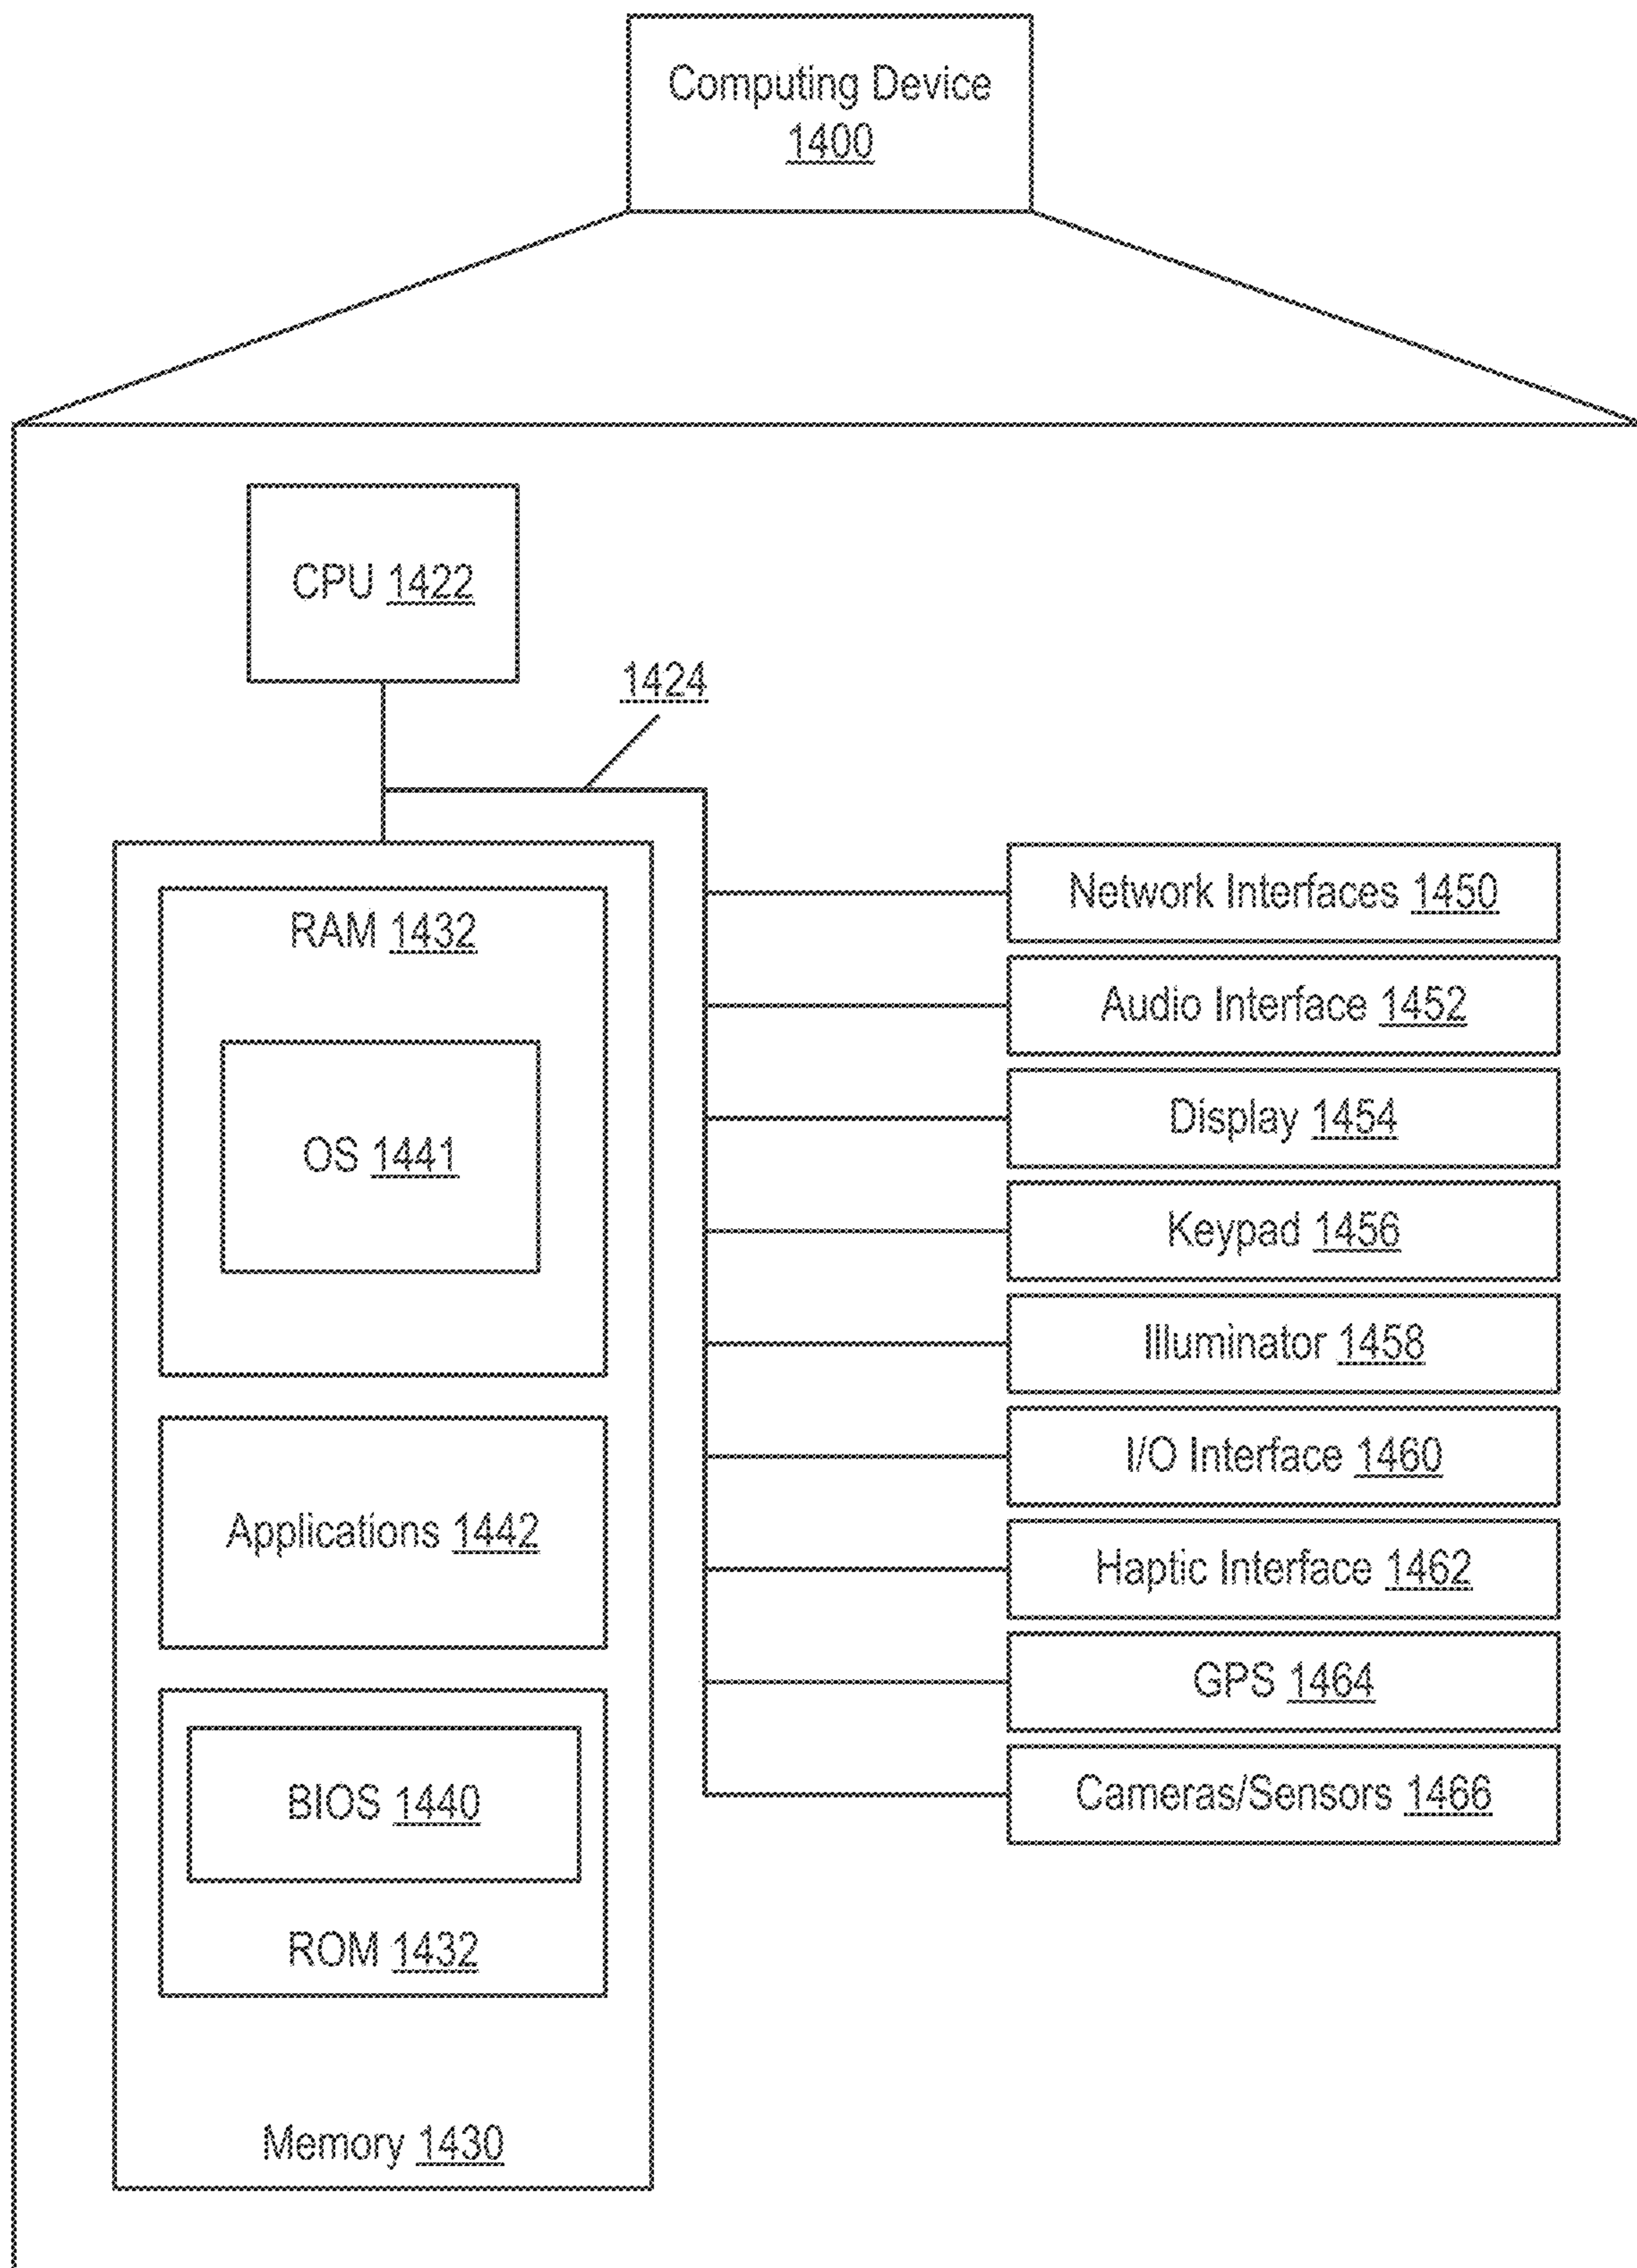 Computing Device
1400
CPU 1422
1424
RAM 1432
OS 1441
Applications 1442
BIOS 1440
ROM 1432
Memory 1430
Network Interfaces 1450
Audio Interface 1452
Display 1454
Keypad 1456
Illuminator 1458
I/O Interface 1460
Haptic Interface 1462
GPS 1464
Cameras/Sensors 1466